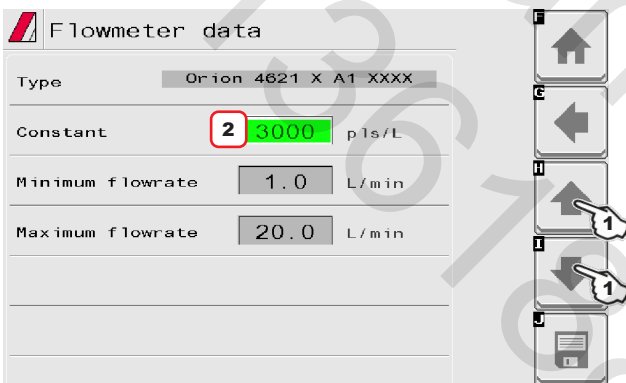 Flowmeter data
Type Orion 4621 X A1 XXXX
Constant 2 3000 pls/L
Minimum flowrate 1.0 L/min
Maximum flowrate 20.0 L/min
F
G
H
1
I
1
J